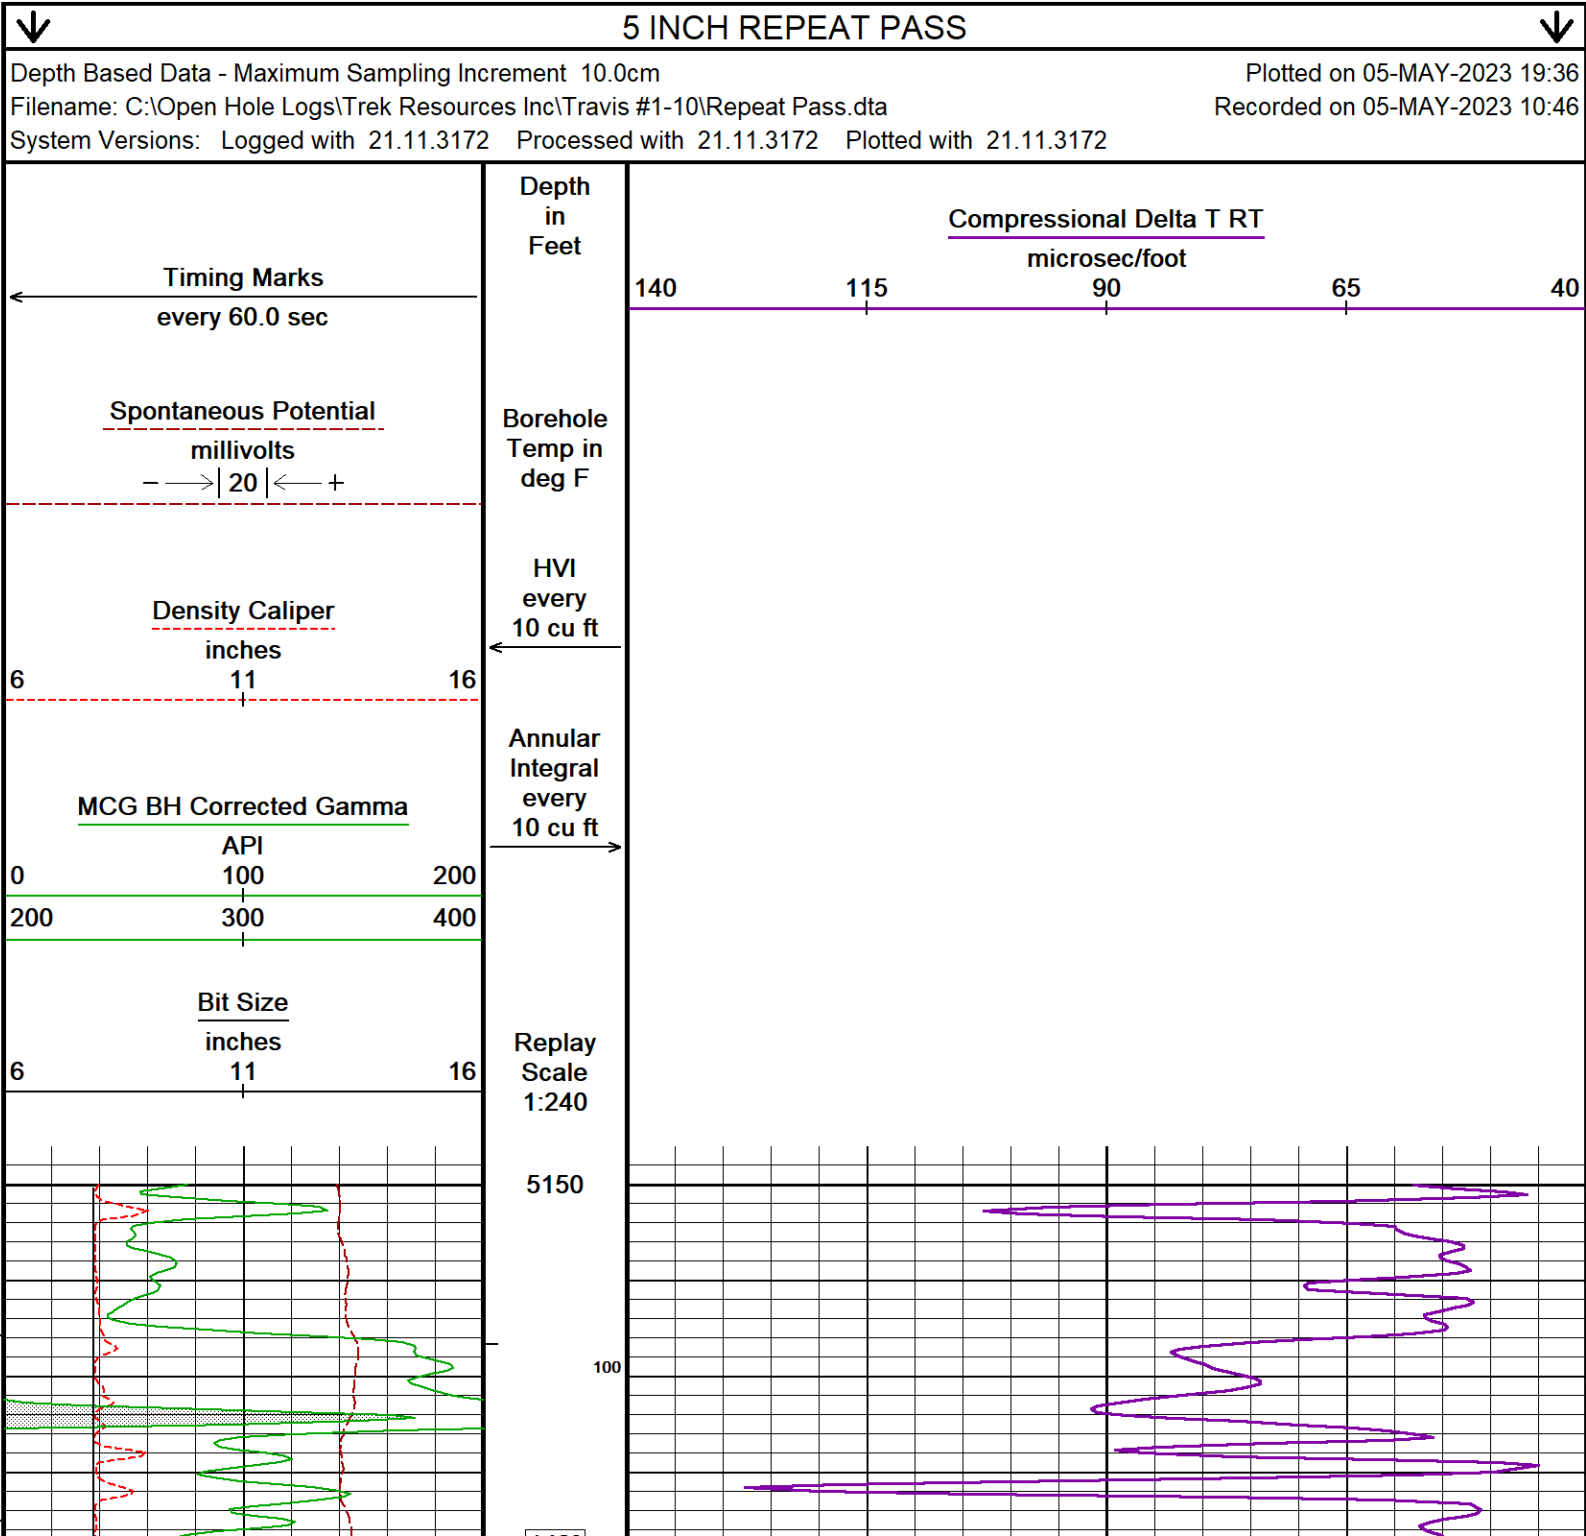 5 INCH REPEAT PASS
Depth Based Data - Maximum Sampling Increment 10.0cm
Plotted on 05-MAY-2023 19:36
Filename: C:\Open Hole Logs\Trek Resources Inc\Travis #1-10\Repeat Pass.dta
Recorded on 05-MAY-2023 10:46
System Versions: Logged with 21.11.3172 Processed with 21.11.3172 Plotted with 21.11.3172
Timing Marks
every 60.0 sec
Spontaneous Potential
millivolts
− 20 +
Density Caliper
inches
6 11 16
MCG BH Corrected Gamma
API
0 100 200
200 300 400
Bit Size
inches
6 11 16
Depth
in
Feet
Borehole
Temp in
deg F
HVI
every
10 cu ft
Annular
Integral
every
10 cu ft
Replay
Scale
1:240
5150
100
Compressional Delta T RT
microsec/foot
140 115 90 65 40